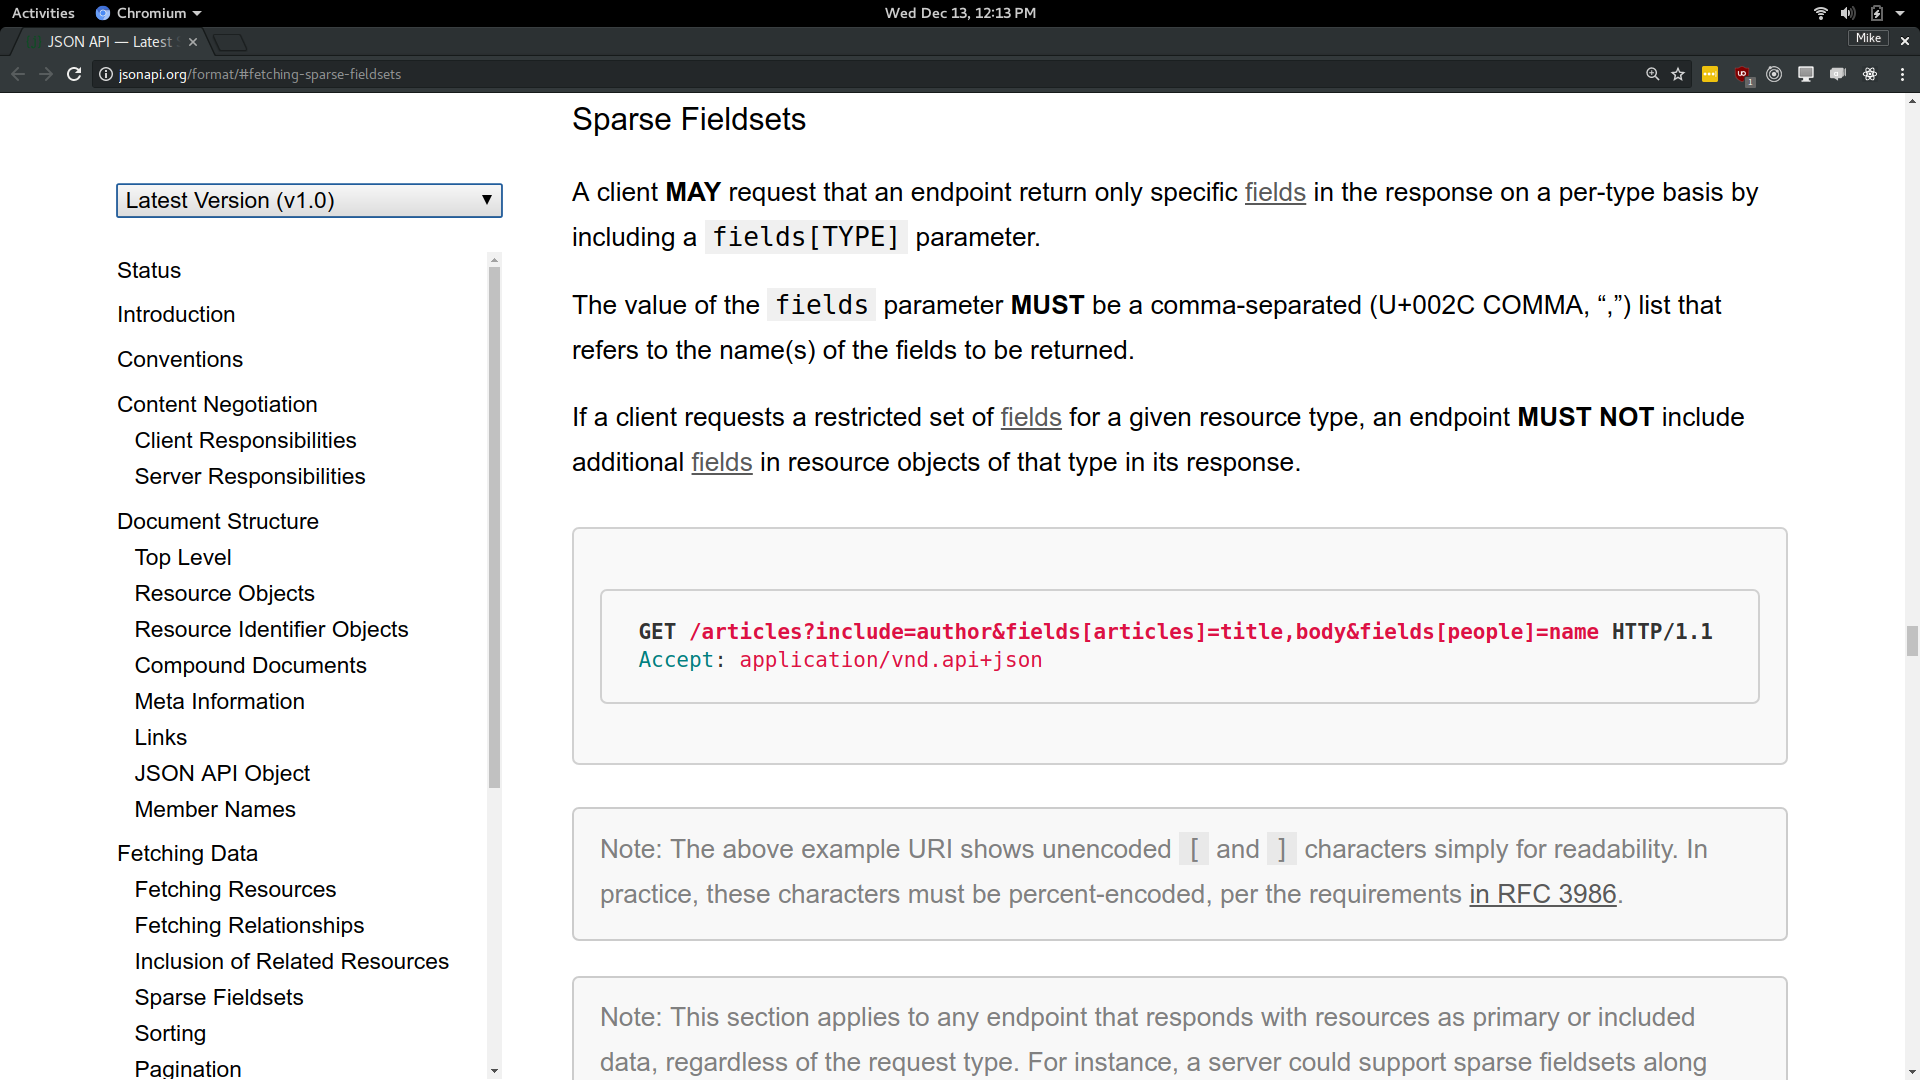 Activities Chromium Wed Dec 13, 12:13 PM
JSON API — Latest Mike
jsonapi.org/format/#fetching-sparse-fieldsets
Latest Version (v1.0)
Status
Introduction
Conventions
Content Negotiation
Client Responsibilities
Server Responsibilities
Document Structure
Top Level
Resource Objects
Resource Identifier Objects
Compound Documents
Meta Information
Links
JSON API Object
Member Names
Fetching Data
Fetching Resources
Fetching Relationships
Inclusion of Related Resources
Sparse Fieldsets
Sorting
Pagination
Sparse Fieldsets
A client MAY request that an endpoint return only specific fields in the response on a per-type basis by
including a fields[TYPE] parameter.
The value of the fields parameter MUST be a comma-separated (U+002C COMMA, “,”) list that
refers to the name(s) of the fields to be returned.
If a client requests a restricted set of fields for a given resource type, an endpoint MUST NOT include
additional fields in resource objects of that type in its response.
GET /articles?include=author&fields[articles]=title,body&fields[people]=name HTTP/1.1
Accept: application/vnd.api+json
Note: The above example URI shows unencoded [ and ] characters simply for readability. In
practice, these characters must be percent-encoded, per the requirements in RFC 3986.
Note: This section applies to any endpoint that responds with resources as primary or included
data, regardless of the request type. For instance, a server could support sparse fieldsets along